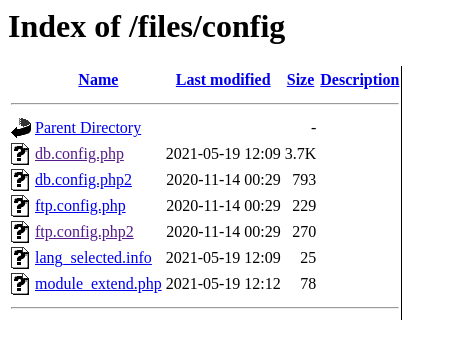 Index of /files/config
Name Last modified Size Description
Parent Directory -
db.config.php 2021-05-19 12:09 3.7K
db.config.php2 2020-11-14 00:29 793
ftp.config.php 2020-11-14 00:29 229
ftp.config.php2 2020-11-14 00:29 270
lang_selected.info 2021-05-19 12:09 25
module_extend.php 2021-05-19 12:12 78